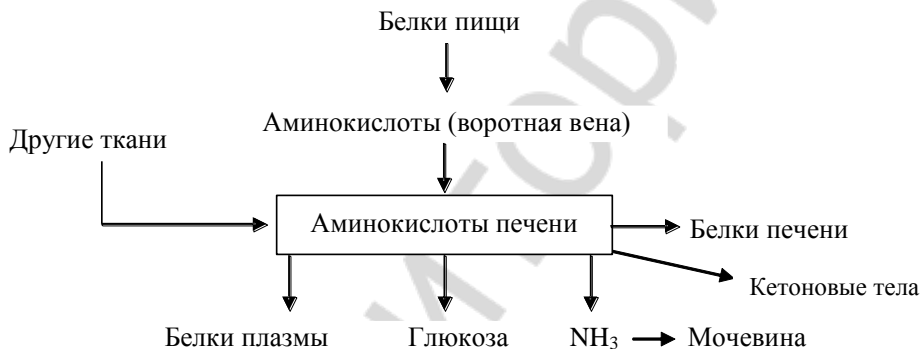 Белки пищи
Аминокислоты (воротная вена)
Другие ткани
Аминокислоты печени
Белки печени
Кетоновые тела
Белки плазмы Глюкоза NH₃ Мочевина